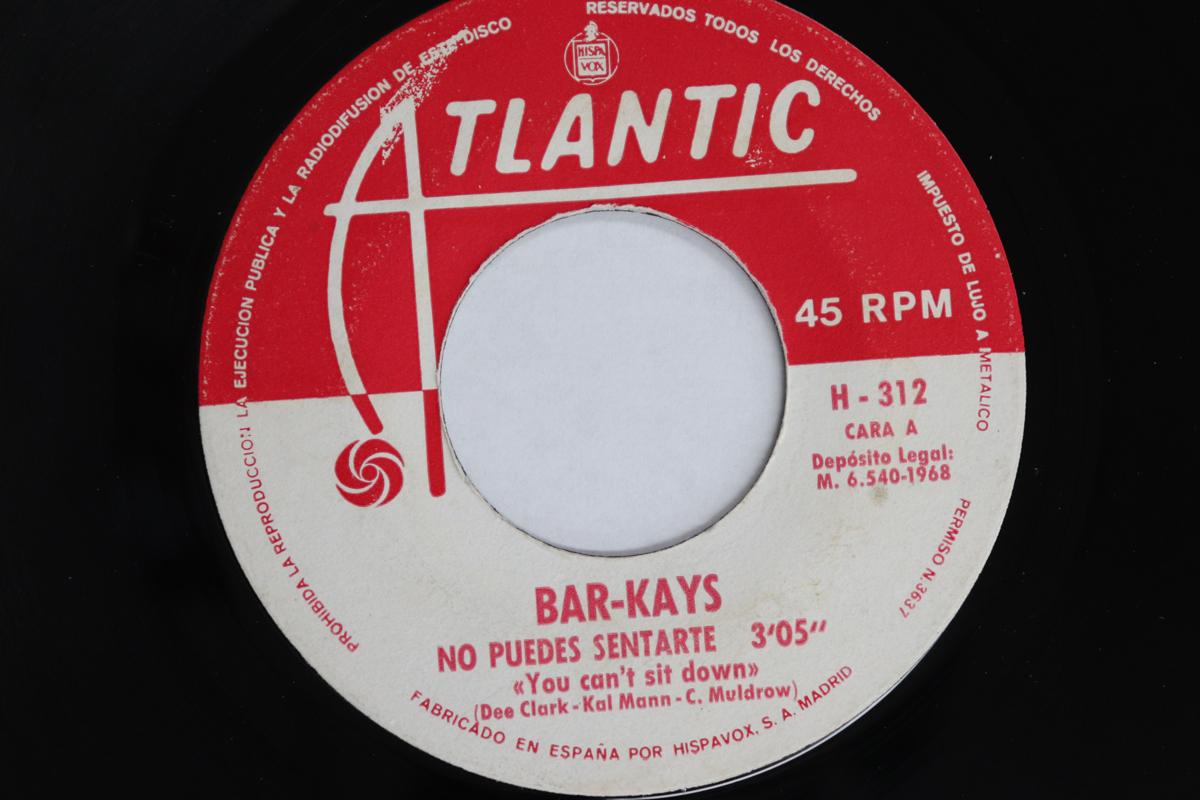 PROHIBIDA LA REPRODUCCION LA EJECUCION PUBLICA Y LA RADIODIFUSION DE ESTE DISCO
RESERVADOS TODOS LOS DERECHOS
HISPA
VOX
ATLANTIC
IMPUESTO DE LUJO A METALICO
45 RPM
H - 312
CARA A
Depósito Legal:
M. 6.540-1968
PERMISO N.3637
BAR-KAYS
NO PUEDES SENTARTE 3'05"
«You can't sit down»
(Dee Clark - Kal Mann - C. Muldrow)
FABRICADO EN ESPAÑA POR HISPAVOX, S. A. MADRID